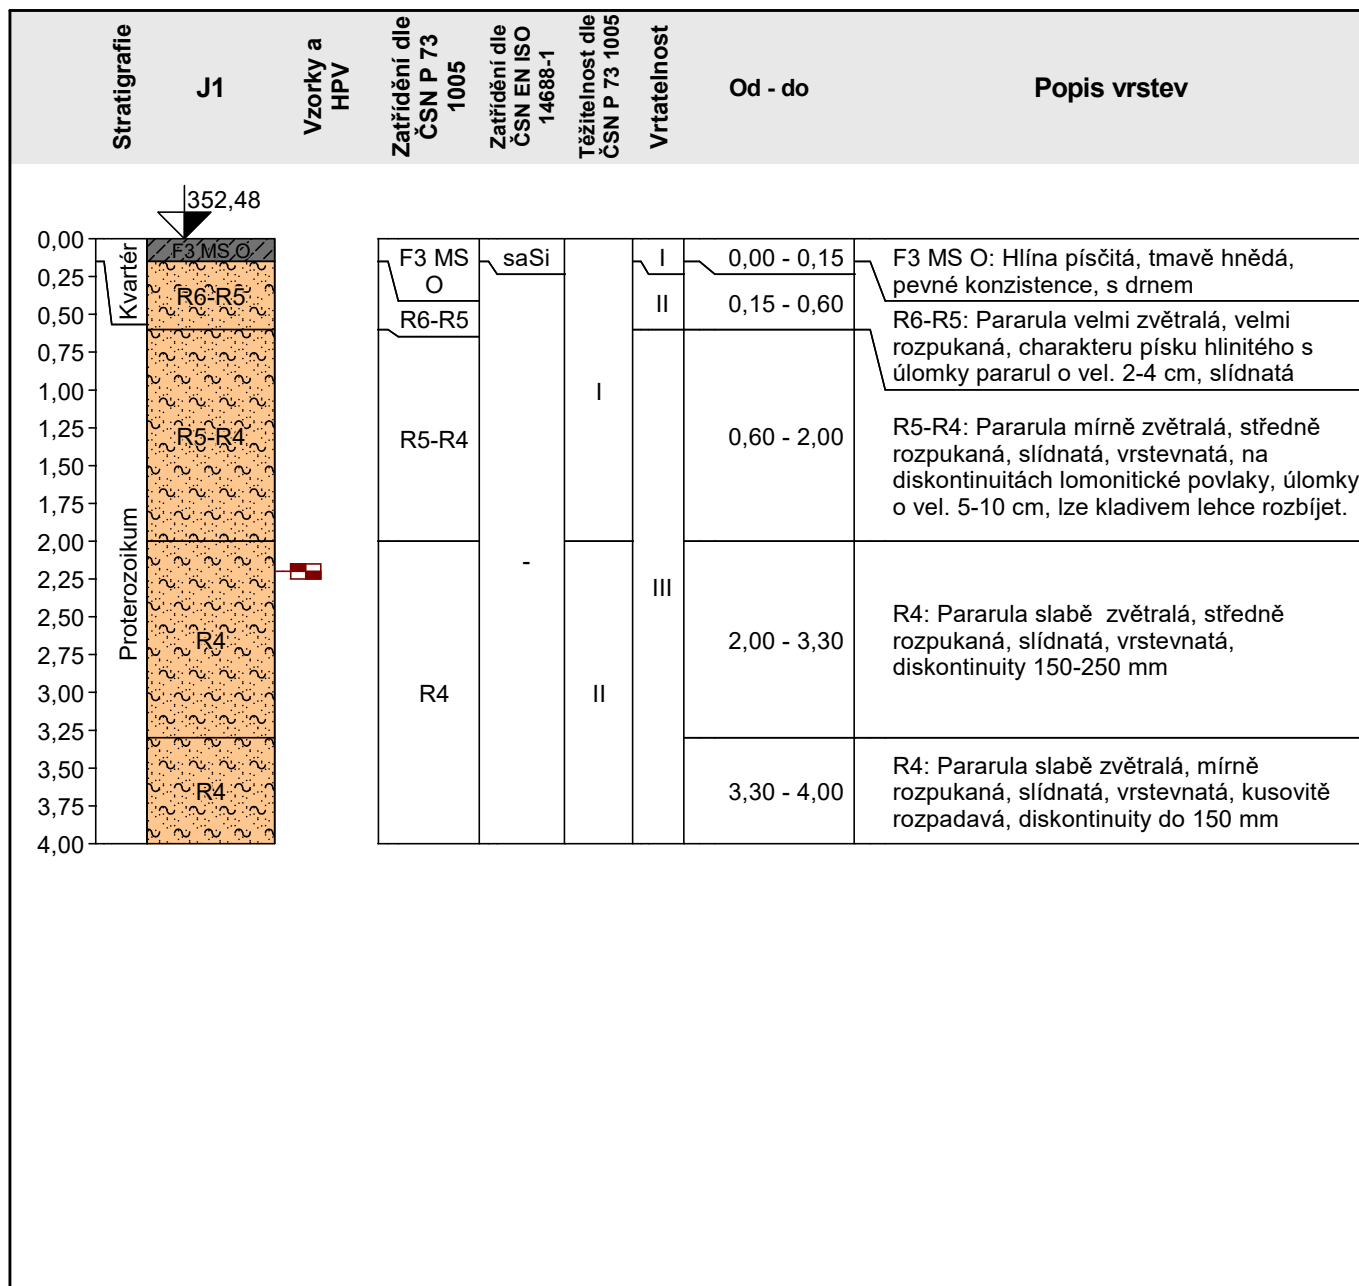 Stratigrafie
J1
Vzorky a
HPV
Zatřídění dle
ČSN P 73
1005
Zatřídění dle
ČSN EN ISO
14688-1
Těžitelnost dle
ČSN P 73 1005
Vrtatelnost
Od - do
Popis vrstev
352,48
0,00
0,25
0,50
0,75
1,00
1,25
1,50
1,75
2,00
2,25
2,50
2,75
3,00
3,25
3,50
3,75
4,00
Kvartér
Proterozoikum
F3 MS O
R6-R5
R5-R4
R4
R4
F3 MS
O
R6-R5
R5-R4
R4
saSi
-
I
II
I
II
III
0,00 - 0,15
0,15 - 0,60
0,60 - 2,00
2,00 - 3,30
3,30 - 4,00
F3 MS O: Hlína písčitá, tmavě hnědá,
pevné konzistence, s drnem
R6-R5: Pararula velmi zvětralá, velmi
rozpukaná, charakteru písku hlinitého s
úlomky pararul o vel. 2-4 cm, slídnatá
R5-R4: Pararula mírně zvětralá, středně
rozpukaná, slídnatá, vrstevnatá, na
diskontinuitách lomonitické povlaky, úlomky
o vel. 5-10 cm, lze kladivem lehce rozbíjet.
R4: Pararula slabě  zvětralá, středně
rozpukaná, slídnatá, vrstevnatá,
diskontinuity 150-250 mm
R4: Pararula slabě zvětralá, mírně
rozpukaná, slídnatá, vrstevnatá, kusovitě
rozpadavá, diskontinuity do 150 mm